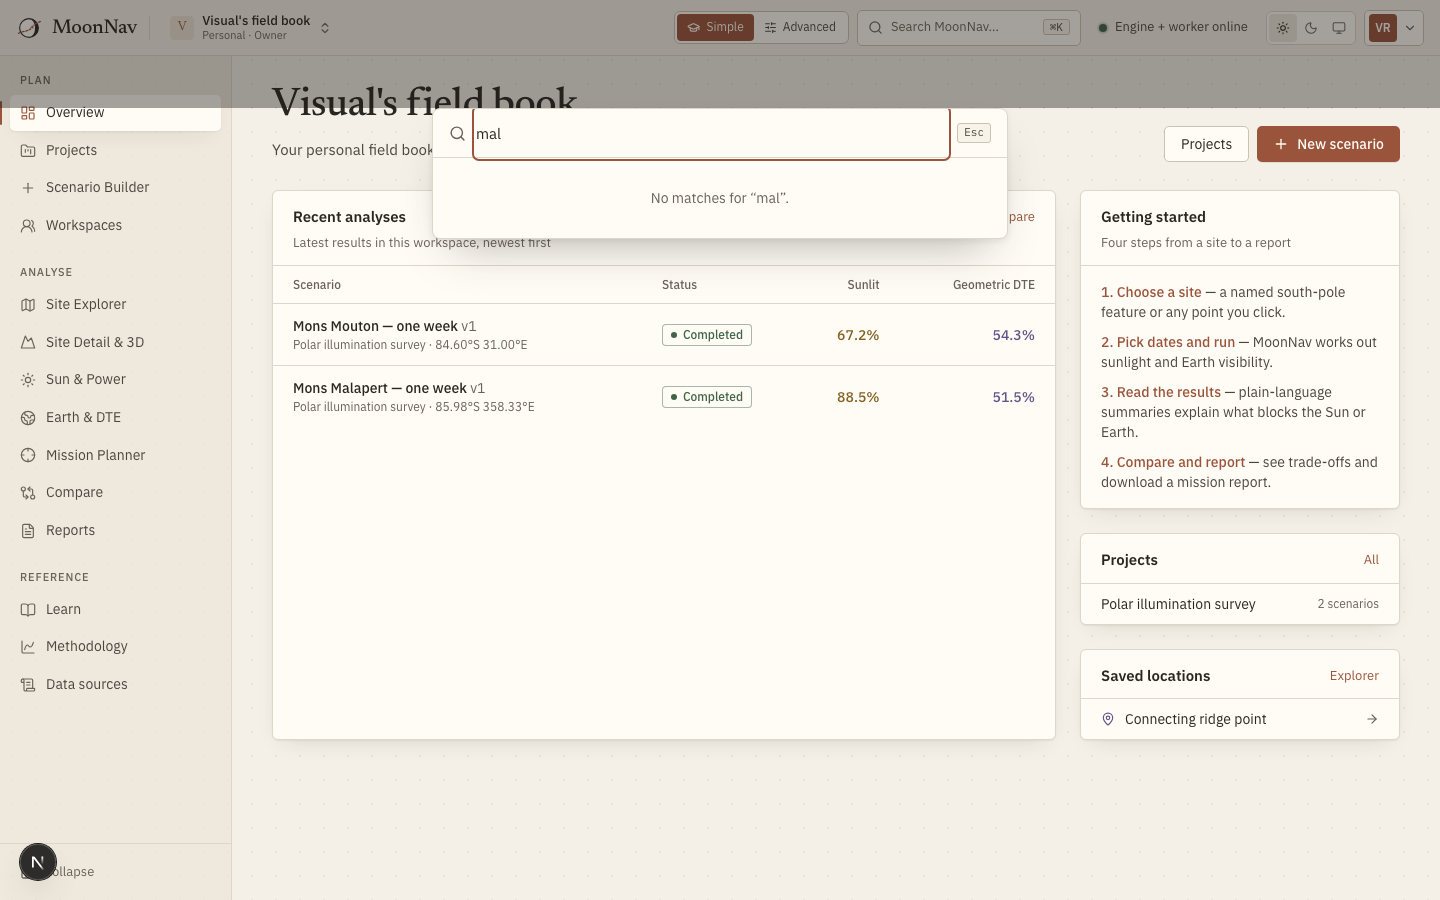 MoonNav
V
Visual's field book
Personal · Owner
Simple
Advanced
Search MoonNav...
⌘K
Engine + worker online
VR
PLAN
Overview
Projects
Scenario Builder
Workspaces
ANALYSE
Site Explorer
Site Detail & 3D
Sun & Power
Earth & DTE
Mission Planner
Compare
Reports
REFERENCE
Learn
Methodology
Data sources
N
ollapse
Visual's field book
Your personal field book
Projects
New scenario
mal
Esc
No matches for “mal”.
Recent analyses
pare
Latest results in this workspace, newest first
Scenario Status Sunlit Geometric DTE
Mons Mouton — one week v1
Polar illumination survey · 84.60°S 31.00°E
Completed 67.2% 54.3%
Mons Malapert — one week v1
Polar illumination survey · 85.98°S 358.33°E
Completed 88.5% 51.5%
Getting started
Four steps from a site to a report
1. Choose a site — a named south-pole
feature or any point you click.
2. Pick dates and run — MoonNav works out
sunlight and Earth visibility.
3. Read the results — plain-language
summaries explain what blocks the Sun or
Earth.
4. Compare and report — see trade-offs and
download a mission report.
Projects All
Polar illumination survey 2 scenarios
Saved locations Explorer
Connecting ridge point